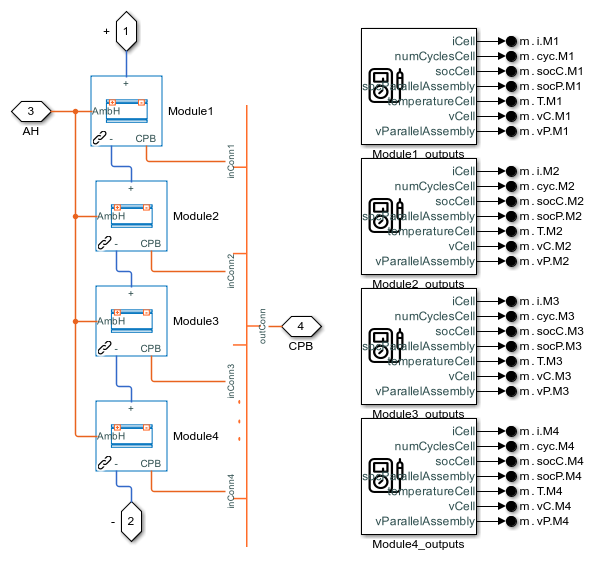 + 1
+
3
AmbH
Module1
AH
- CPB
inConn1
+
AmbH
Module2
- CPB
inConn2
+
AmbH
Module3
- CPB
inConn3
+
AmbH
Module4
- CPB
inConn4
- 2
outConn
4
CPB
iCell m.i.M1
numCyclesCell m.cyc.M1
socCell m.socC.M1
socParallelAssembly m.socP.M1
temperatureCell m.T.M1
vCell m.vC.M1
vParallelAssembly m.vP.M1
Module1_outputs
iCell m.i.M2
numCyclesCell m.cyc.M2
socCell m.socC.M2
socParallelAssembly m.socP.M2
temperatureCell m.T.M2
vCell m.vC.M2
vParallelAssembly m.vP.M2
Module2_outputs
iCell m.i.M3
numCyclesCell m.cyc.M3
socCell m.socC.M3
socParallelAssembly m.socP.M3
temperatureCell m.T.M3
vCell m.vC.M3
vParallelAssembly m.vP.M3
Module3_outputs
iCell m.i.M4
numCyclesCell m.cyc.M4
socCell m.socC.M4
socParallelAssembly m.socP.M4
temperatureCell m.T.M4
vCell m.vC.M4
vParallelAssembly m.vP.M4
Module4_outputs